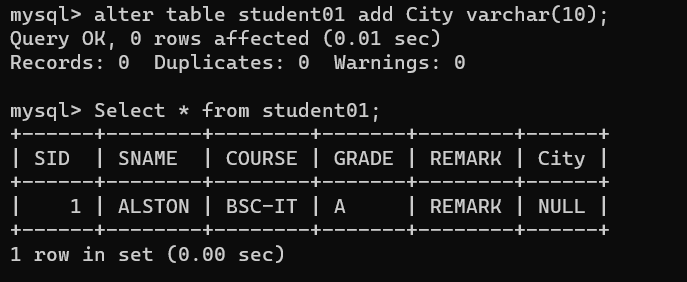 mysql> alter table student01 add City varchar(10);
Query OK, 0 rows affected (0.01 sec)
Records: 0  Duplicates: 0  Warnings: 0

mysql> Select * from student01;
+------+--------+--------+-------+--------+------+
| SID  | SNAME  | COURSE | GRADE | REMARK | City |
+------+--------+--------+-------+--------+------+
|    1 | ALSTON | BSC-IT | A     | REMARK | NULL |
+------+--------+--------+-------+--------+------+
1 row in set (0.00 sec)